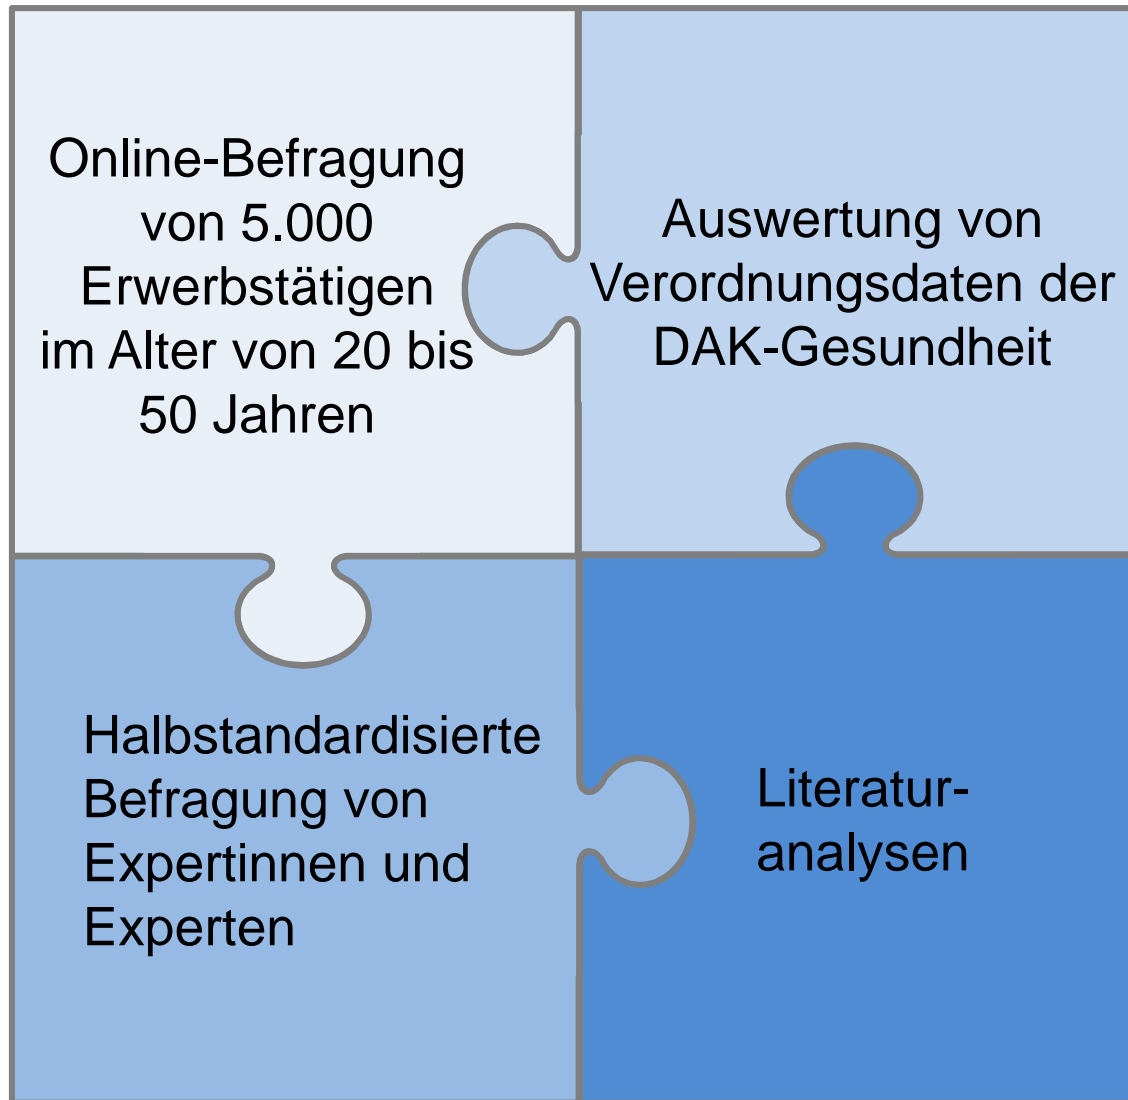 Online-Befragung
von 5.000
Erwerbstätigen
im Alter von 20 bis
50 Jahren
Auswertung von
Verordnungsdaten der
DAK-Gesundheit
Halbstandardisierte
Befragung von
Expertinnen und
Experten
Literatur-
analysen